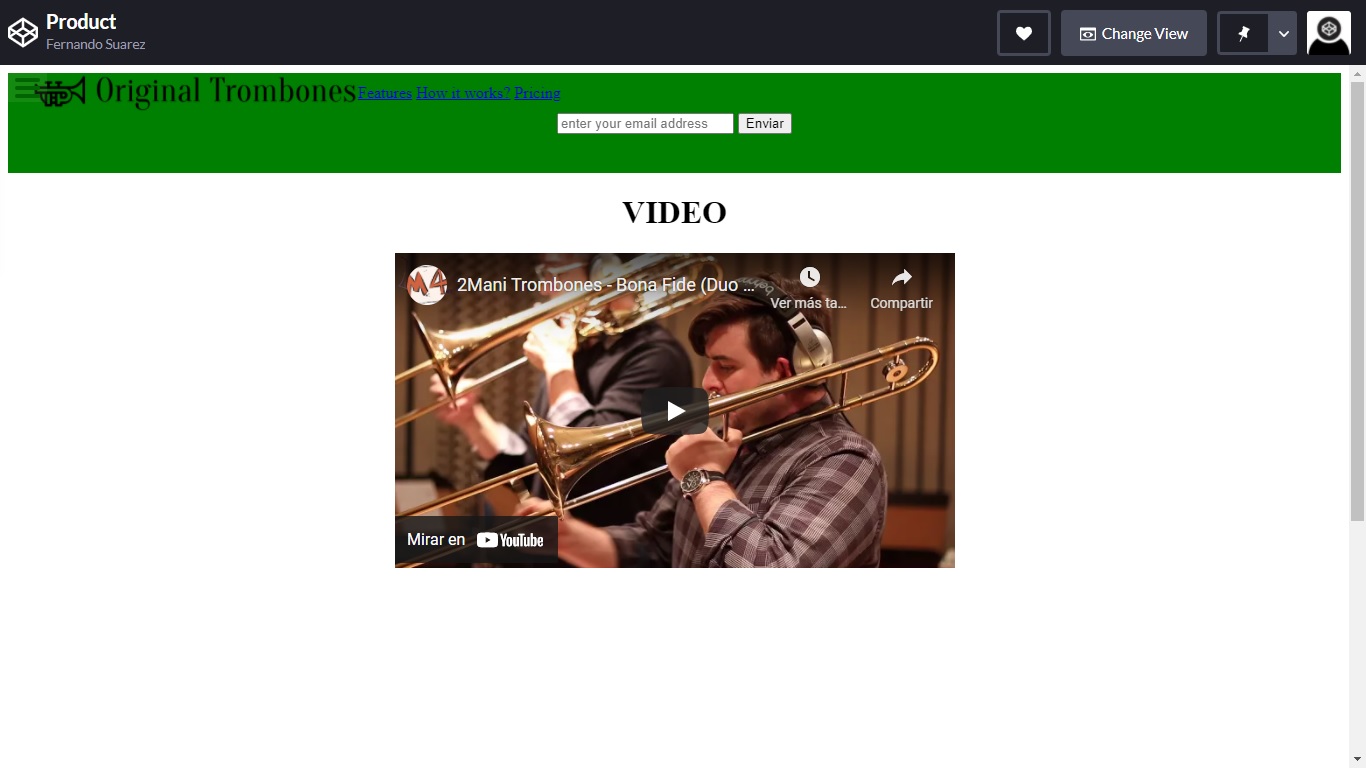 Product
Fernando Suarez
Change View
Original Trombones Features How it works? Pricing
enter your email address Enviar
VIDEO
M4 2Mani Trombones - Bona Fide (Duo ...
Ver más ta... Compartir
Mirar en YouTube